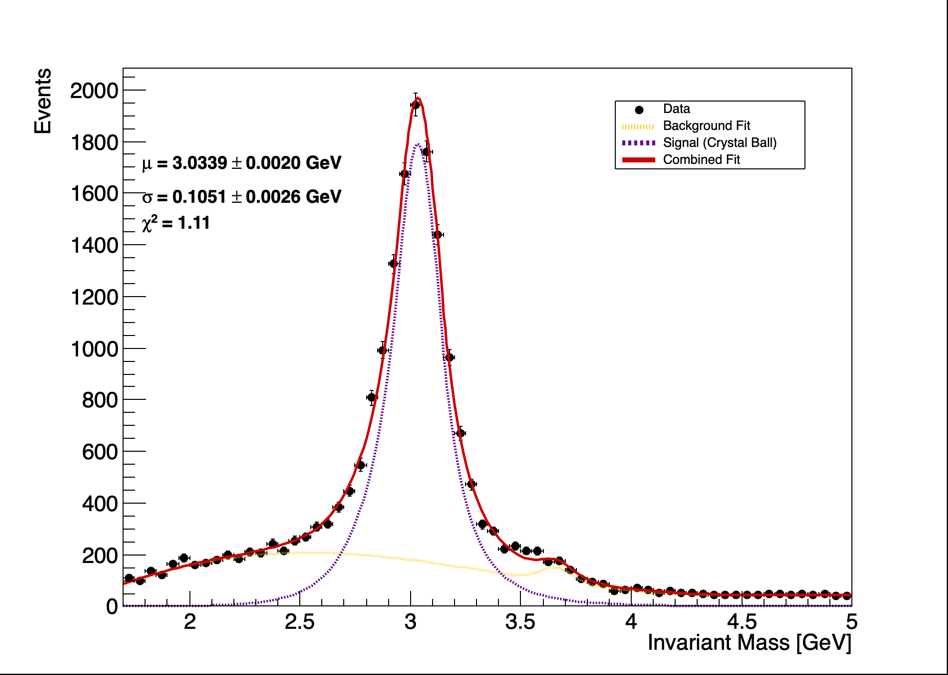 Events
2000
1800
1600
1400
1200
1000
800
600
400
200
0
μ = 3.0339 ± 0.0020 GeV
σ = 0.1051 ± 0.0026 GeV
χ² = 1.11
Data
Background Fit
Signal (Crystal Ball)
Combined Fit
2 2.5 3 3.5 4 4.5 5
Invariant Mass [GeV]